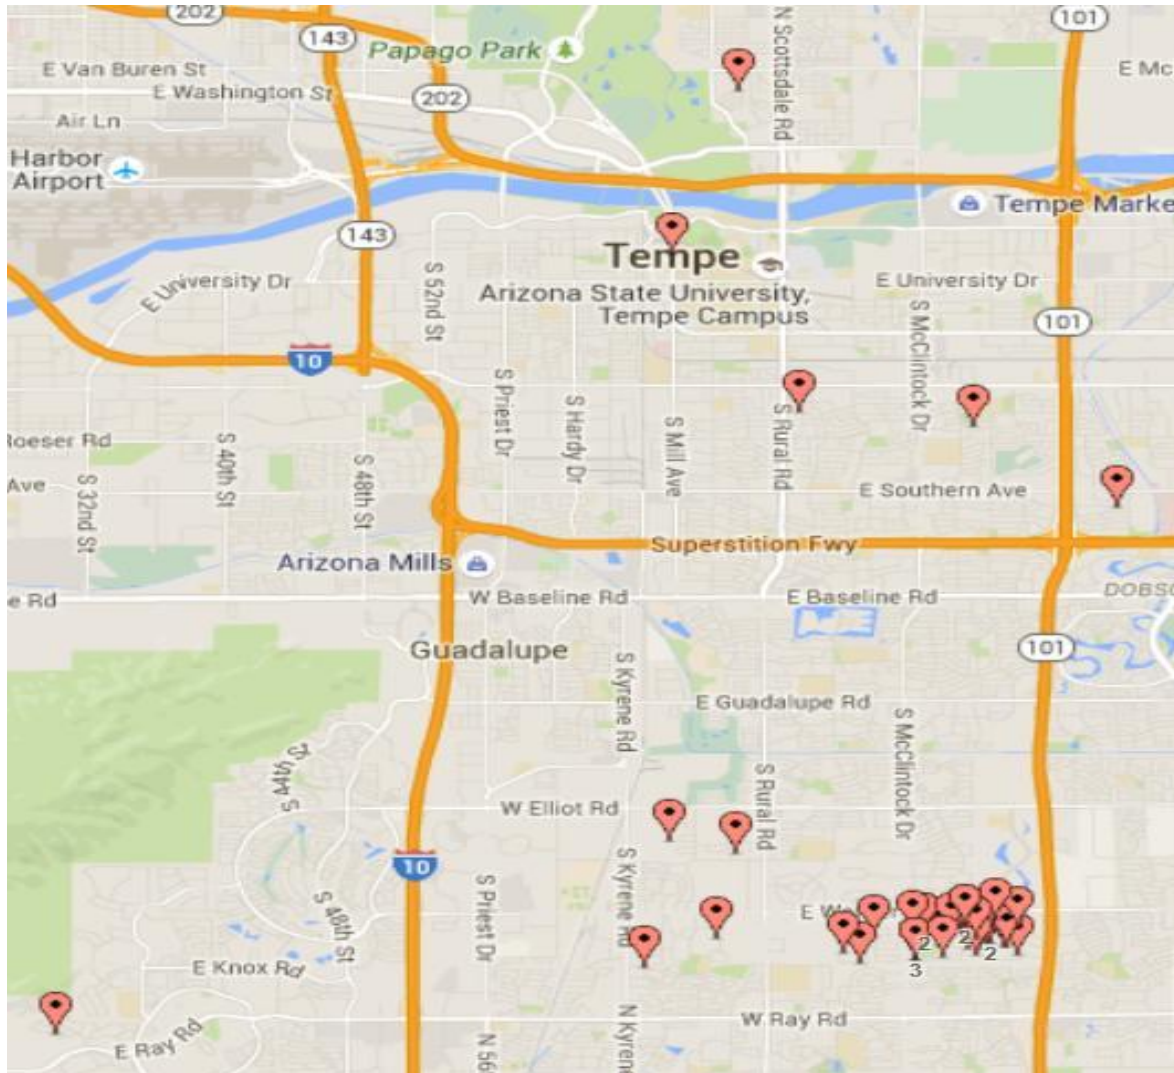 202
101
143
Papago Park
E Van Buren St
E Mc
E Washington St
202
N Scottsdale Rd
Air Ln
Harbor
Airport
Tempe Marke
143
Tempe
E University Dr
E University Dr
S 52nd St
Arizona State University,
Tempe Campus
S McClintock Dr
101
10
S Priest Dr
S Hardy Dr
S Mill Ave
S Rural Rd
Roeser Rd
S 40th St
S 48th St
Ave
S 32nd St
E Southern Ave
Superstition Fwy
Arizona Mills
e Rd
W Baseline Rd
E Baseline Rd
DOBSO
Guadalupe
101
S Kyrene Rd
E Guadalupe Rd
S McClintock Dr
S 44th St
S Rural Rd
W Elliot Rd
10
S Kyrene Rd
S Priest Dr
S 48th St
E W
2
2
2
3
E Knox Rd
W Ray Rd
E Ray Rd
N 56
N Kyrene